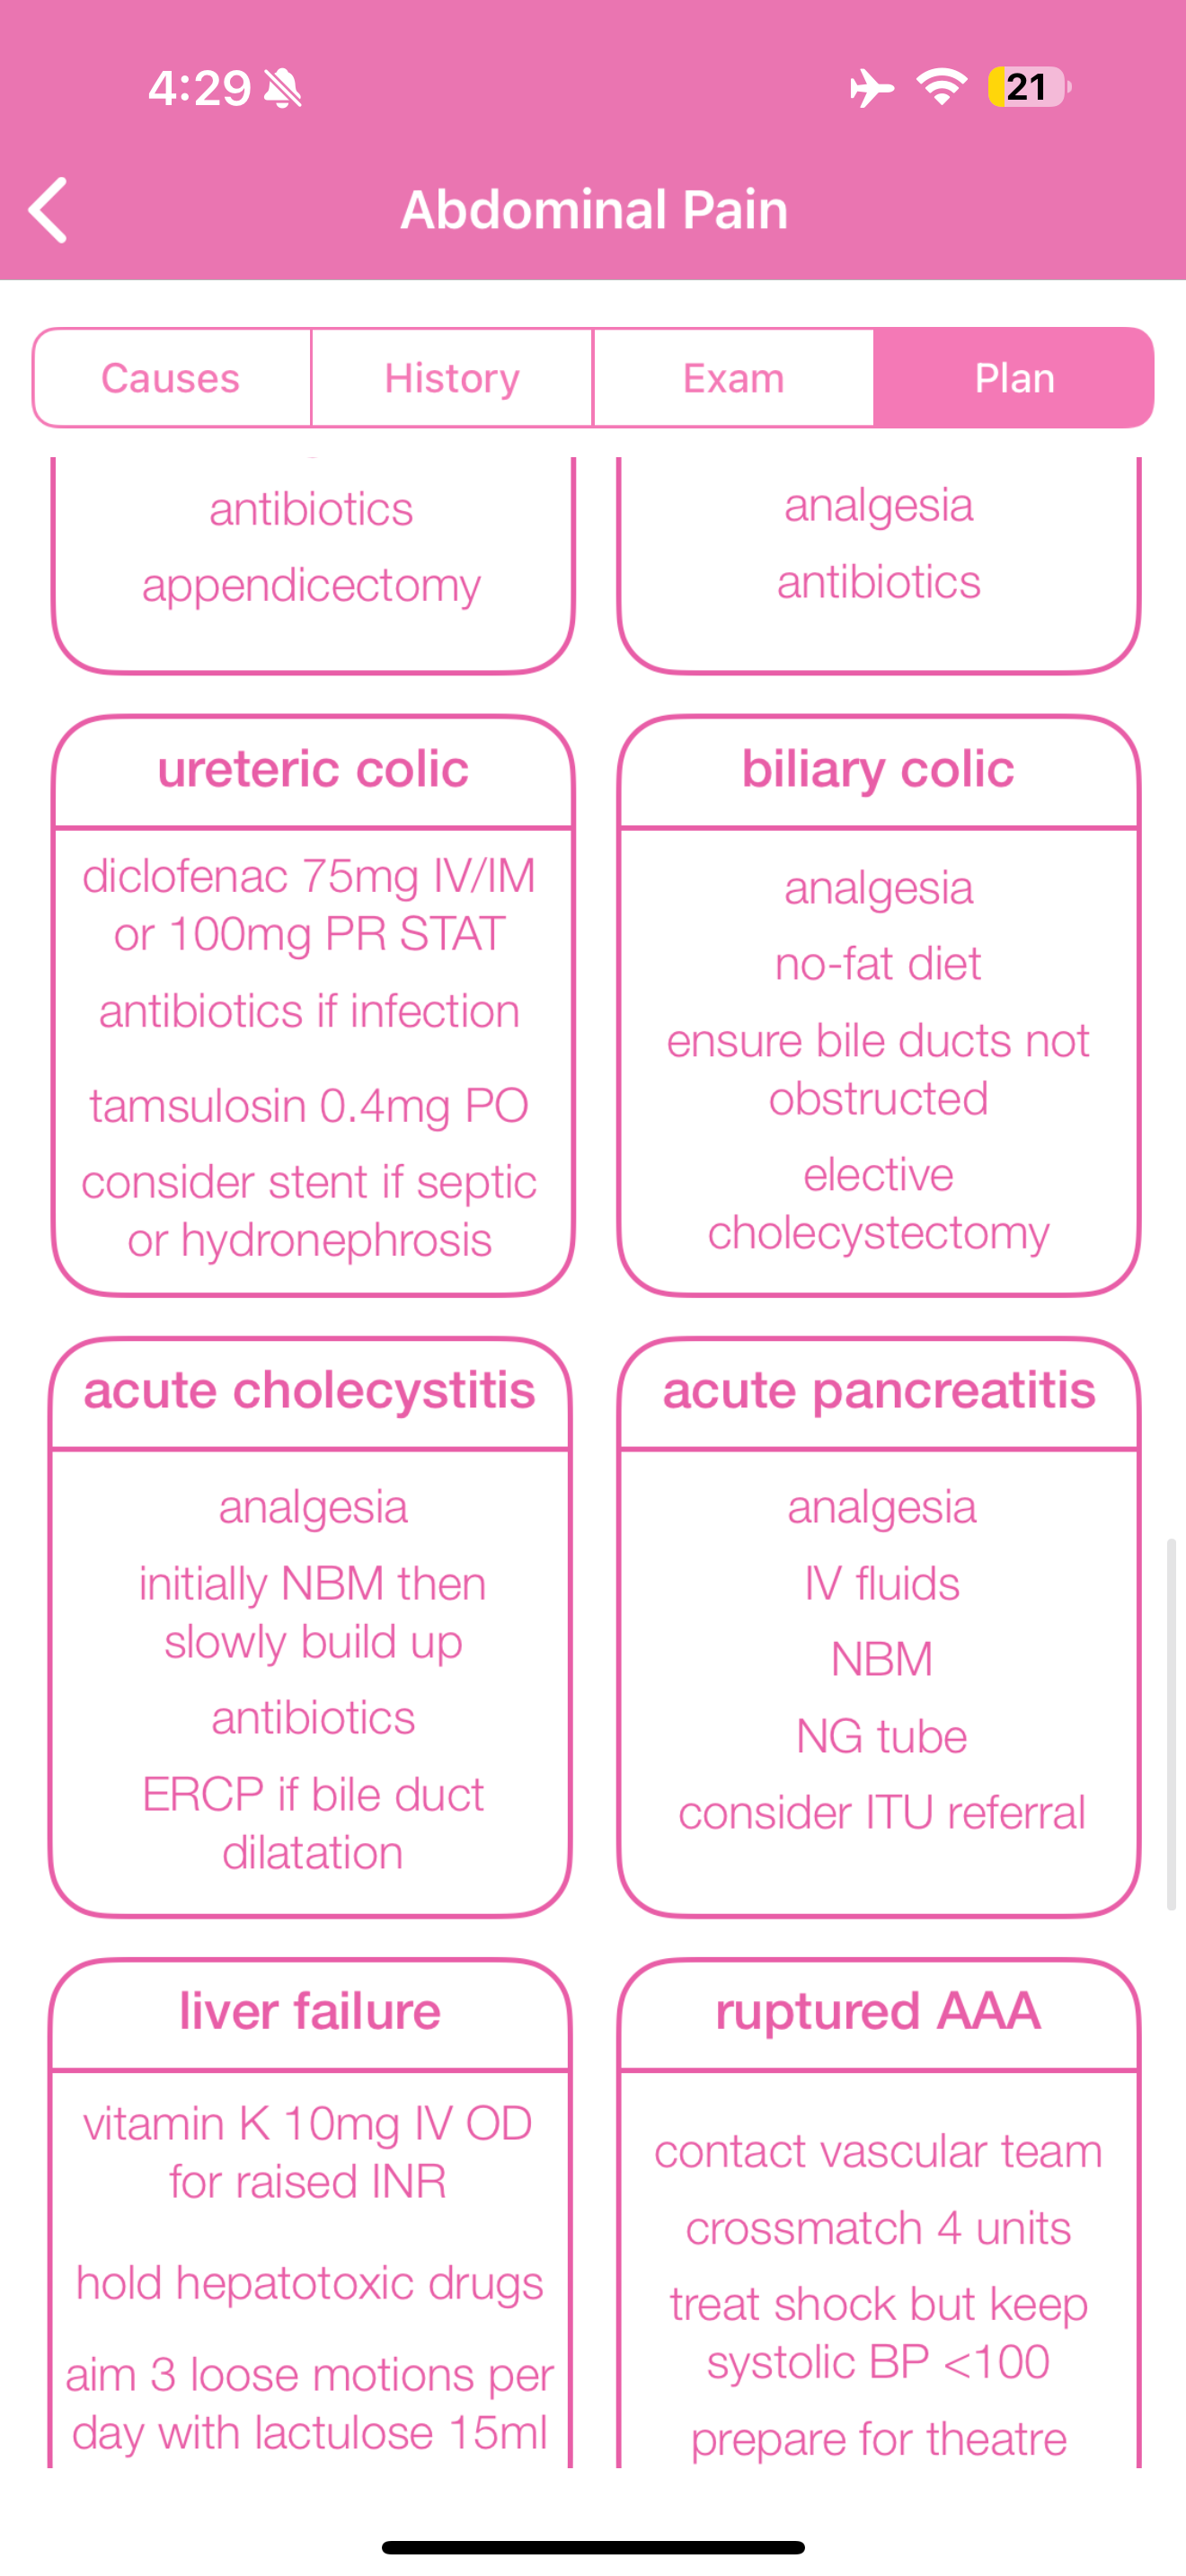 4:29
21
Abdominal Pain
Causes
History
Exam
Plan
antibiotics
appendicectomy
analgesia
antibiotics
ureteric colic
diclofenac 75mg IV/IM
or 100mg PR STAT
antibiotics if infection
tamsulosin 0.4mg PO
consider stent if septic
or hydronephrosis
biliary colic
analgesia
no-fat diet
ensure bile ducts not
obstructed
elective
cholecystectomy
acute cholecystitis
analgesia
initially NBM then
slowly build up
antibiotics
ERCP if bile duct
dilatation
acute pancreatitis
analgesia
IV fluids
NBM
NG tube
consider ITU referral
liver failure
vitamin K 10mg IV OD
for raised INR
hold hepatotoxic drugs
aim 3 loose motions per
day with lactulose 15ml
ruptured AAA
contact vascular team
crossmatch 4 units
treat shock but keep
systolic BP <100
prepare for theatre